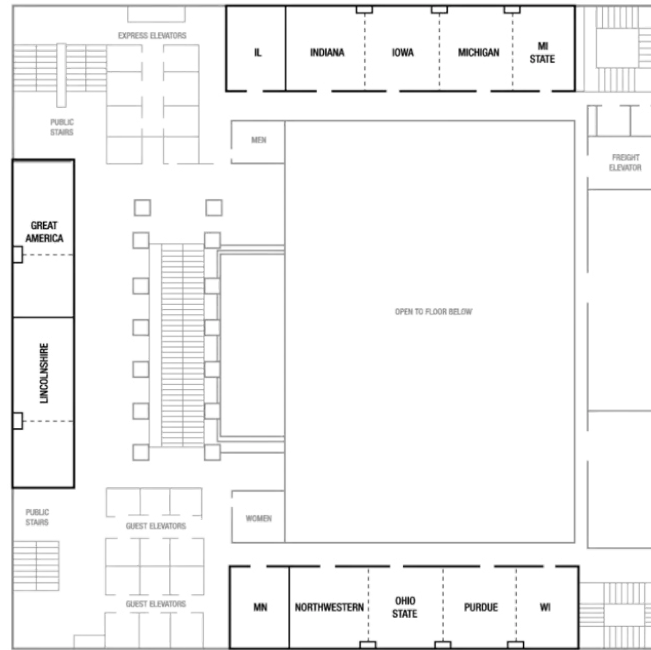 EXPRESS ELEVATORS
IL
INDIANA
IOWA
MICHIGAN
MI
STATE
PUBLIC
STAIRS
MEN
FREIGHT
ELEVATOR
GREAT
AMERICA
OPEN TO FLOOR BELOW
LINCOLNSHIRE
PUBLIC
STAIRS
WOMEN
GUEST ELEVATORS
GUEST ELEVATORS
MN
NORTHWESTERN
OHIO
STATE
PURDUE
WI